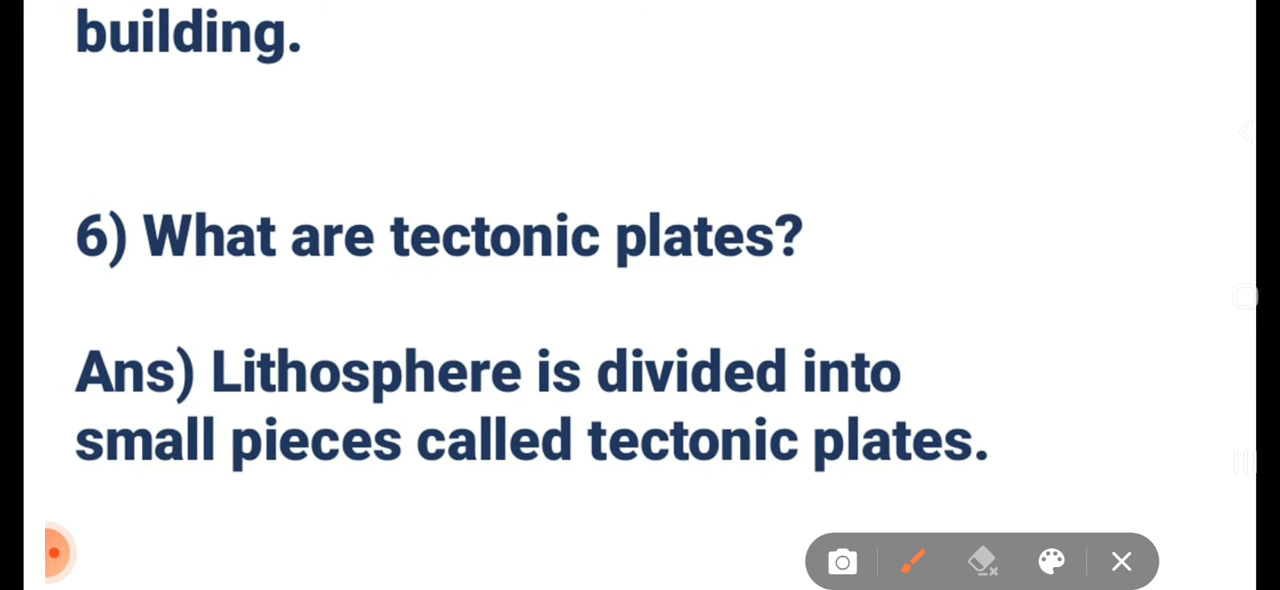 building.
6) What are tectonic plates?
Ans) Lithosphere is divided into
small pieces called tectonic plates.